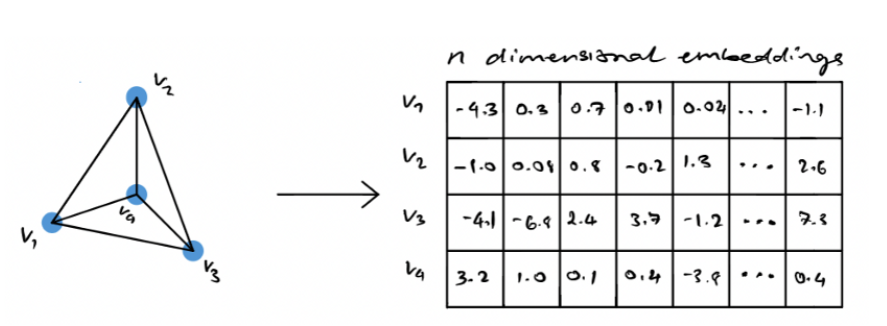 n dimensional embeddings
V2
V1
V4
V3
V1 -4.3 0.3 0.7 0.01 0.02 ... -1.1
V2 -1.0 0.08 0.8 -0.2 1.3 ... 2.6
V3 -4.1 -6.9 2.4 3.7 -1.2 ... 7.3
V4 3.2 1.0 0.1 0.4 -3.9 ... 0.4